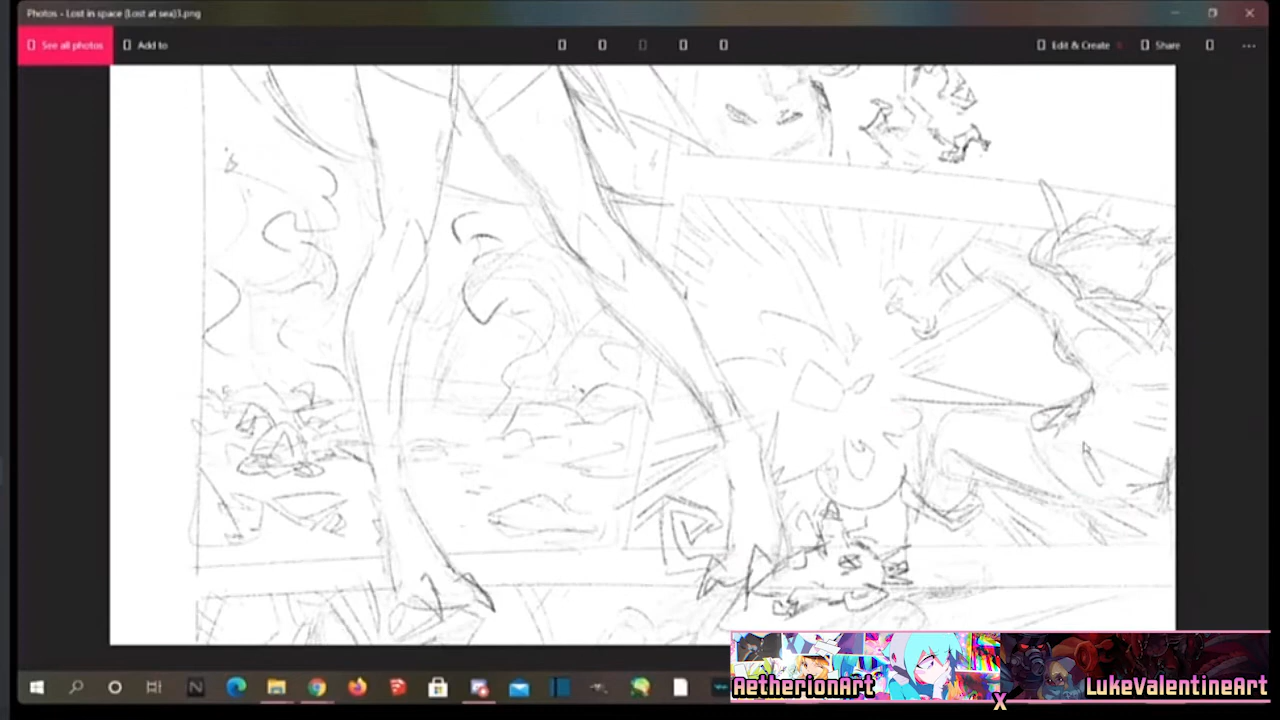 Photos - Lost in space (Lost at sea)3.png
See all photos
Add to
Edit & Create
Share
AetherionArt
X
LukeValentineArt